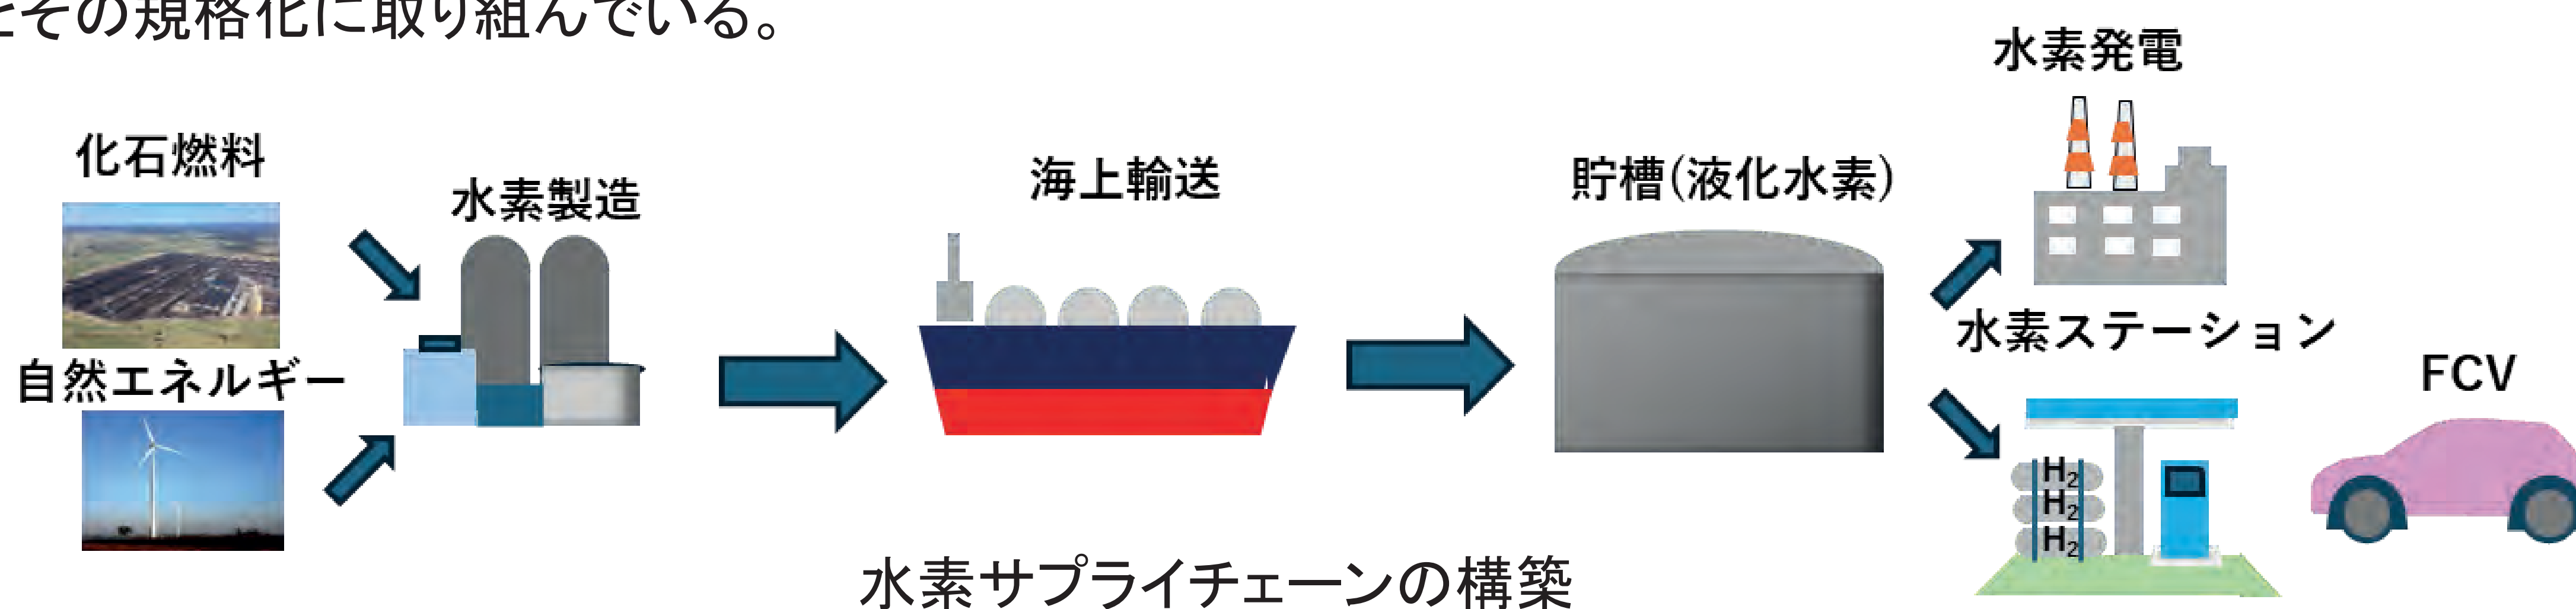 その規格化に取り組んでいる。
化石燃料
自然エネルギー
水素製造
海上輸送
貯槽(液化水素)
水素発電
水素ステーション
H₂
H₂
H₂
FCV
水素サプライチェーンの構築